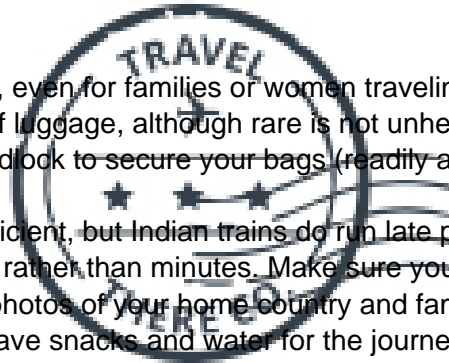 TRAVEL
, even for families or women travelin
f luggage, although rare is not unhe
dlock to secure your bags (readily a
icient, but Indian trains do run late p
rather than minutes. Make sure you
photos of your home country and
THERE
ave snacks and water for the journe